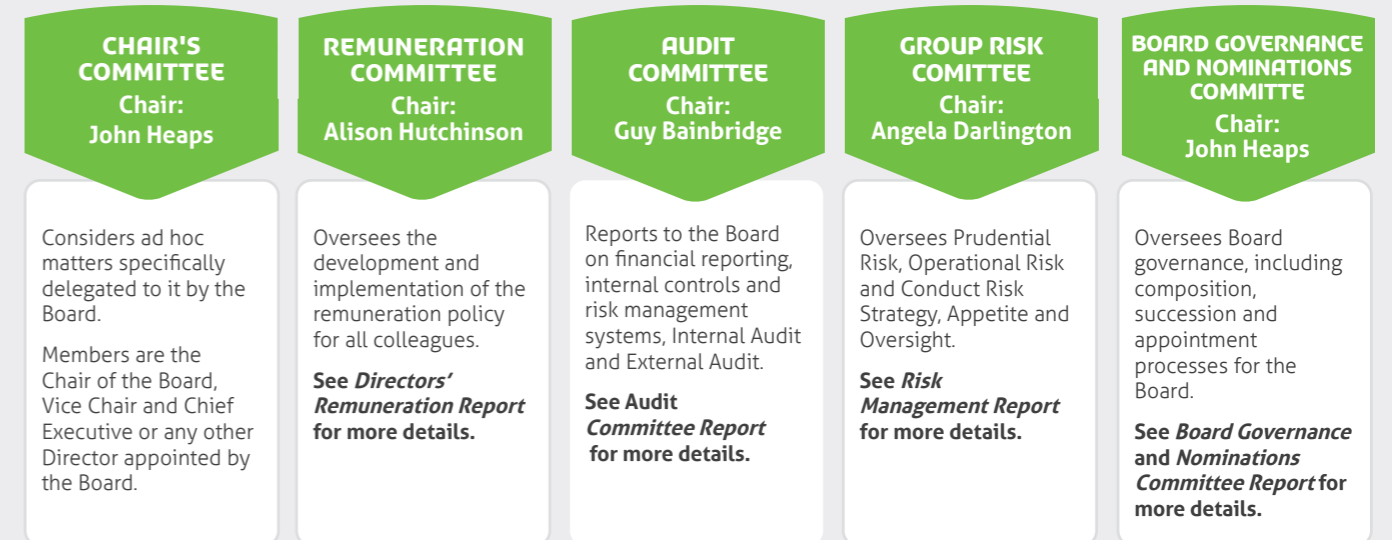 CHAIR'S
COMMITTEE
Chair:
John Heaps
Considers ad hoc
matters specifically
delegated to it by the
Board.
Members are the
Chair of the Board,
Vice Chair and Chief
Executive or any other
Director appointed by
the Board.
REMUNERATION
COMMITTEE
Chair:
Alison Hutchinson
Oversees the
development and
implementation of the
remuneration policy
for all colleagues.
See Directors’
Remuneration Report
for more details.
AUDIT
COMMITTEE
Chair:
Guy Bainbridge
Reports to the Board
on financial reporting,
internal controls and
risk management
systems, Internal Audit
and External Audit.
See Audit
Committee Report
for more details.
GROUP RISK
COMITTEE
Chair:
Angela Darlington
Oversees Prudential
Risk, Operational Risk
and Conduct Risk
Strategy, Appetite and
Oversight.
See Risk
Management Report
for more details.
BOARD GOVERNANCE
AND NOMINATIONS
COMMITTE
Chair:
John Heaps
Oversees Board
governance, including
composition,
succession and
appointment
processes for the
Board.
See Board Governance
and Nominations
Committee Report for
more details.